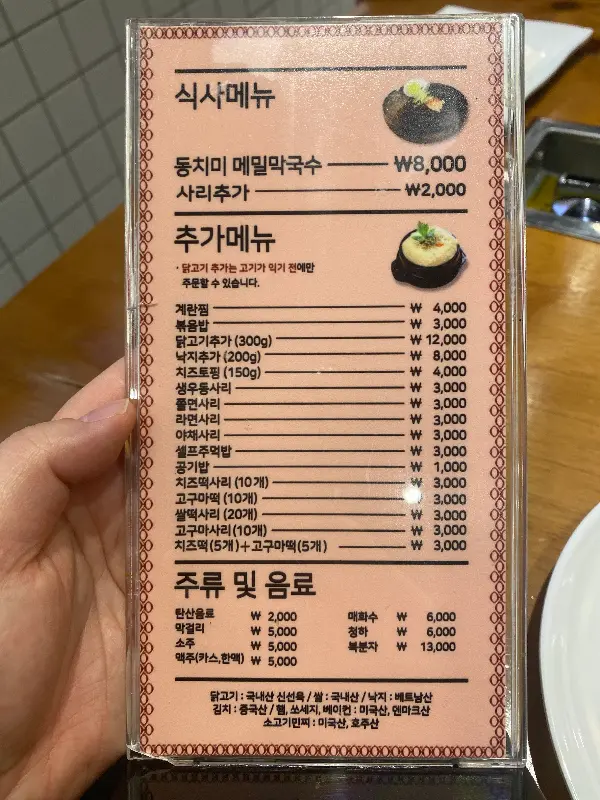 식사메뉴
동치미 메밀막국수 ₩8,000
사리추가 ₩2,000
추가메뉴
· 닭고기 추가는 고기가 익기 전에만
주문할 수 있습니다.
계란찜 ₩ 4,000
볶음밥 ₩ 3,000
닭고기추가 (300g) ₩ 12,000
낙지추가 (200g) ₩ 8,000
치즈토핑 (150g) ₩ 4,000
생우동사리 ₩ 3,000
쫄면사리 ₩ 3,000
라면사리 ₩ 3,000
야채사리 ₩ 3,000
셀프주먹밥 ₩ 3,000
공기밥 ₩ 1,000
치즈떡사리 (10개) ₩ 3,000
고구마떡 (10개) ₩ 3,000
쌀떡사리 (20개) ₩ 3,000
고구마사리 (10개) ₩ 3,000
치즈떡(5개)+고구마떡(5개) ₩ 3,000
주류 및 음료
탄산음료 ₩ 2,000 매화수 ₩ 6,000
막걸리 ₩ 5,000 청하 ₩ 6,000
소주 ₩ 5,000 복분자 ₩ 13,000
맥주(카스,한맥) ₩ 5,000
닭고기 : 국내산 신선육 / 쌀 : 국내산 / 낙지 : 베트남산
김치 : 중국산 / 햄, 쏘세지, 베이컨 : 미국산, 덴마크산
소고기민찌 : 미국산, 호주산